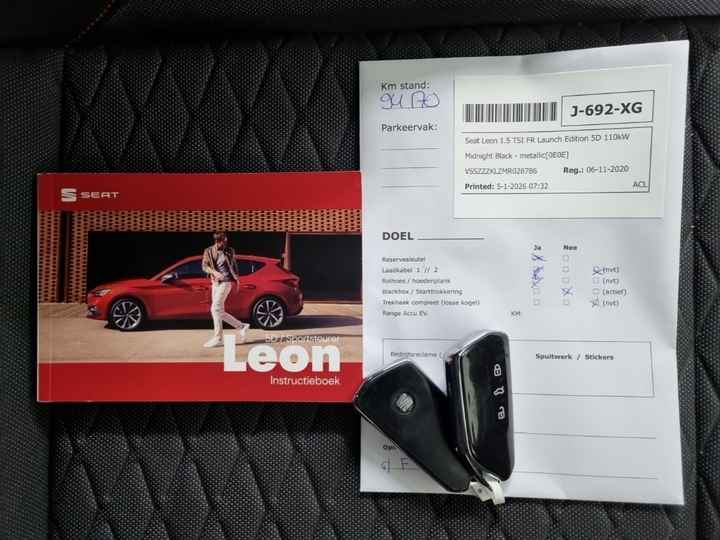 SEAT
5D / Sportstourer
Leon
Instructieboek
Km stand:
94170
Parkeervak:
J-692-XG
Seat Leon 1.5 TSI FR Launch Edition 5D 110kW
Midnight Black - metallic[0E0E]
VSSZZZKLZMR028786 Reg.: 06-11-2020
Printed: 5-1-2026 07:32 ACL
DOEL
Ja Nee
Reservesleutel
Laadkabel 1 // 2 (nvt)
Rolhoes / hoedenplank (nvt)
Blackbox / Startblokkering (actief)
Trekhaak compleet (losse kogel) (nvt)
Range Accu EV: KM:
Bedrijfsreclame ( Spuitwerk / Stickers